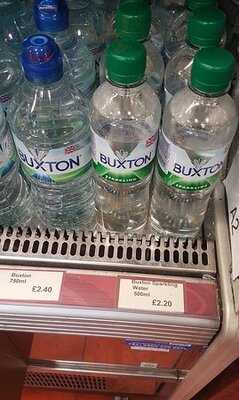 BUXTON
BUXTON
SPARKLING
BUXTON
SPARKLING
Buxton
750ml
£2.40
Buxton Sparkling
Water
500ml
£2.20